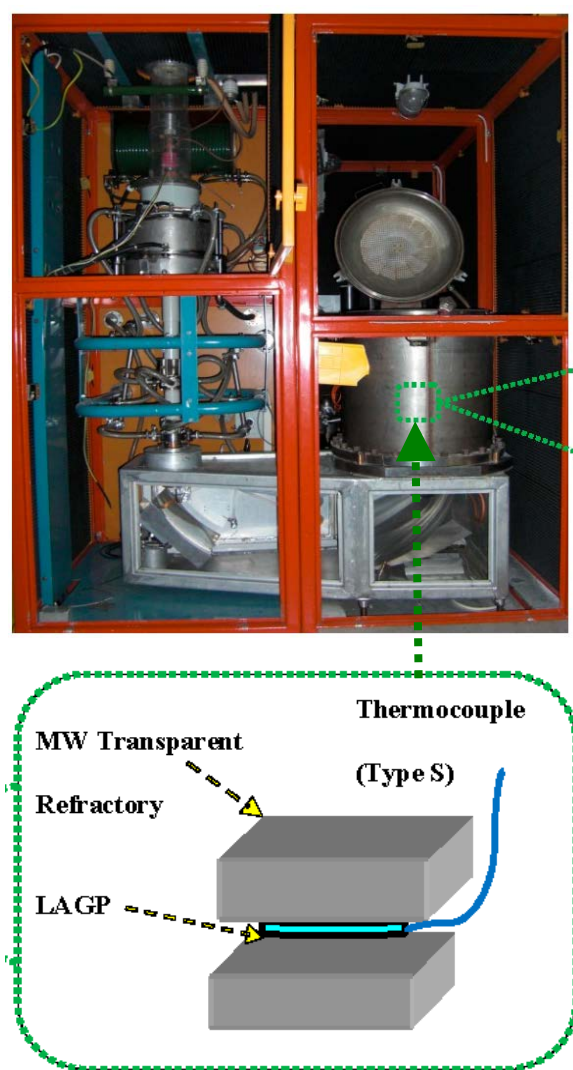 Thermocouple
MW Transparent
(Type S)
Refractory
LAGP